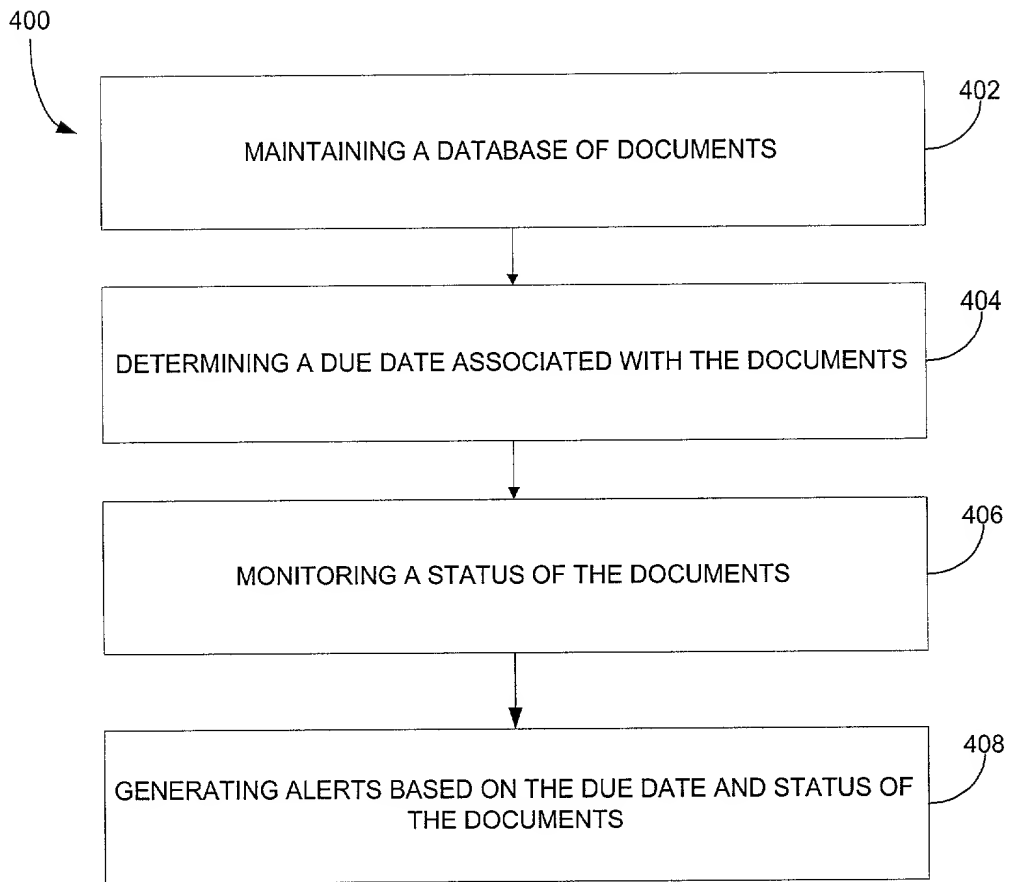 400
402
MAINTAINING A DATABASE OF DOCUMENTS
404
DETERMINING A DUE DATE ASSOCIATED WITH THE DOCUMENTS
406
MONITORING A STATUS OF THE DOCUMENTS
408
GENERATING ALERTS BASED ON THE DUE DATE AND STATUS OF
THE DOCUMENTS